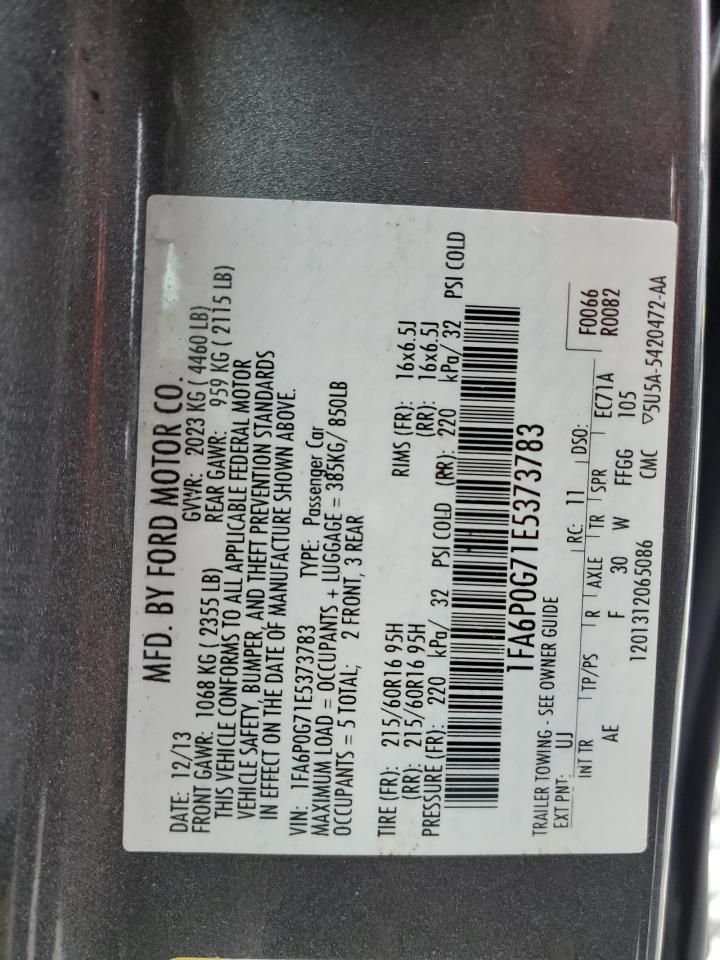 MFD. BY FORD MOTOR CO.
DATE: 12/13 GVWR: 2023 KG ( 4460 LB)
FRONT GAWR: 1068 KG ( 2355 LB) REAR GAWR: 959 KG ( 2115 LB)
THIS VEHICLE CONFORMS TO ALL APPLICABLE FEDERAL MOTOR
VEHICLE SAFETY, BUMPER, AND THEFT PREVENTION STANDARDS
IN EFFECT ON THE DATE OF MANUFACTURE SHOWN ABOVE.
VIN: 1FA6P0G71E5373783 TYPE: Passenger Car
MAXIMUM LOAD = OCCUPANTS + LUGGAGE = 385KG/ 850LB
OCCUPANTS = 5 TOTAL; 2 FRONT, 3 REAR
TIRE (FR): 215/60R16 95H RIMS (FR): 16x6.5J
(RR): 215/60R16 95H (RR): 16x6.5J
PRESSURE (FR): 220 kPa/ 32 PSI COLD (RR): 220 kPa/ 32 PSI COLD
1FA6P0G71E5373783
TRAILER TOWING - SEE OWNER GUIDE
EXT PNT: UJ RC: 11 DSO: F0066
R0082
INT TR TP/PS R AXLE TR SPR EC71A
AE F 30 W FFGG 105
1201312065086 CMC ▽5U5A-5420472-AA